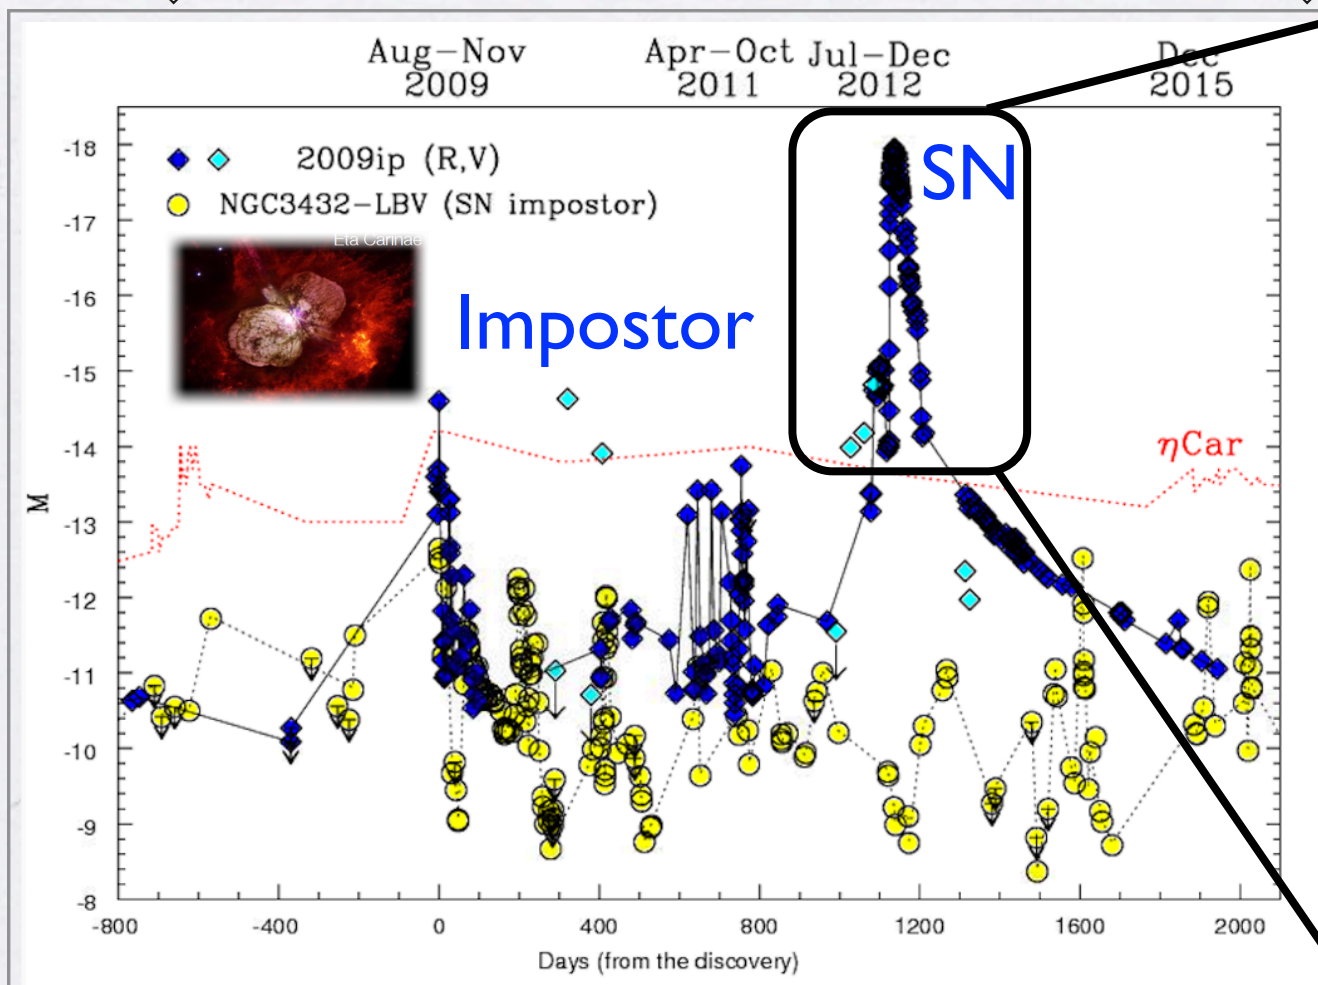 Aug-Nov Apr-Oct Jul-Dec Dec
2009 2011 2012 2015
-18
-17
-16
-15
-14
-13
-12
-11
-10
-9
-8
M
2009ip (R,V)
NGC3432-LBV (SN impostor)
Eta Carinae
SN
Impostor
ηCar
-800 -400 0 400 800 1200 1600 2000
Days (from the discovery)